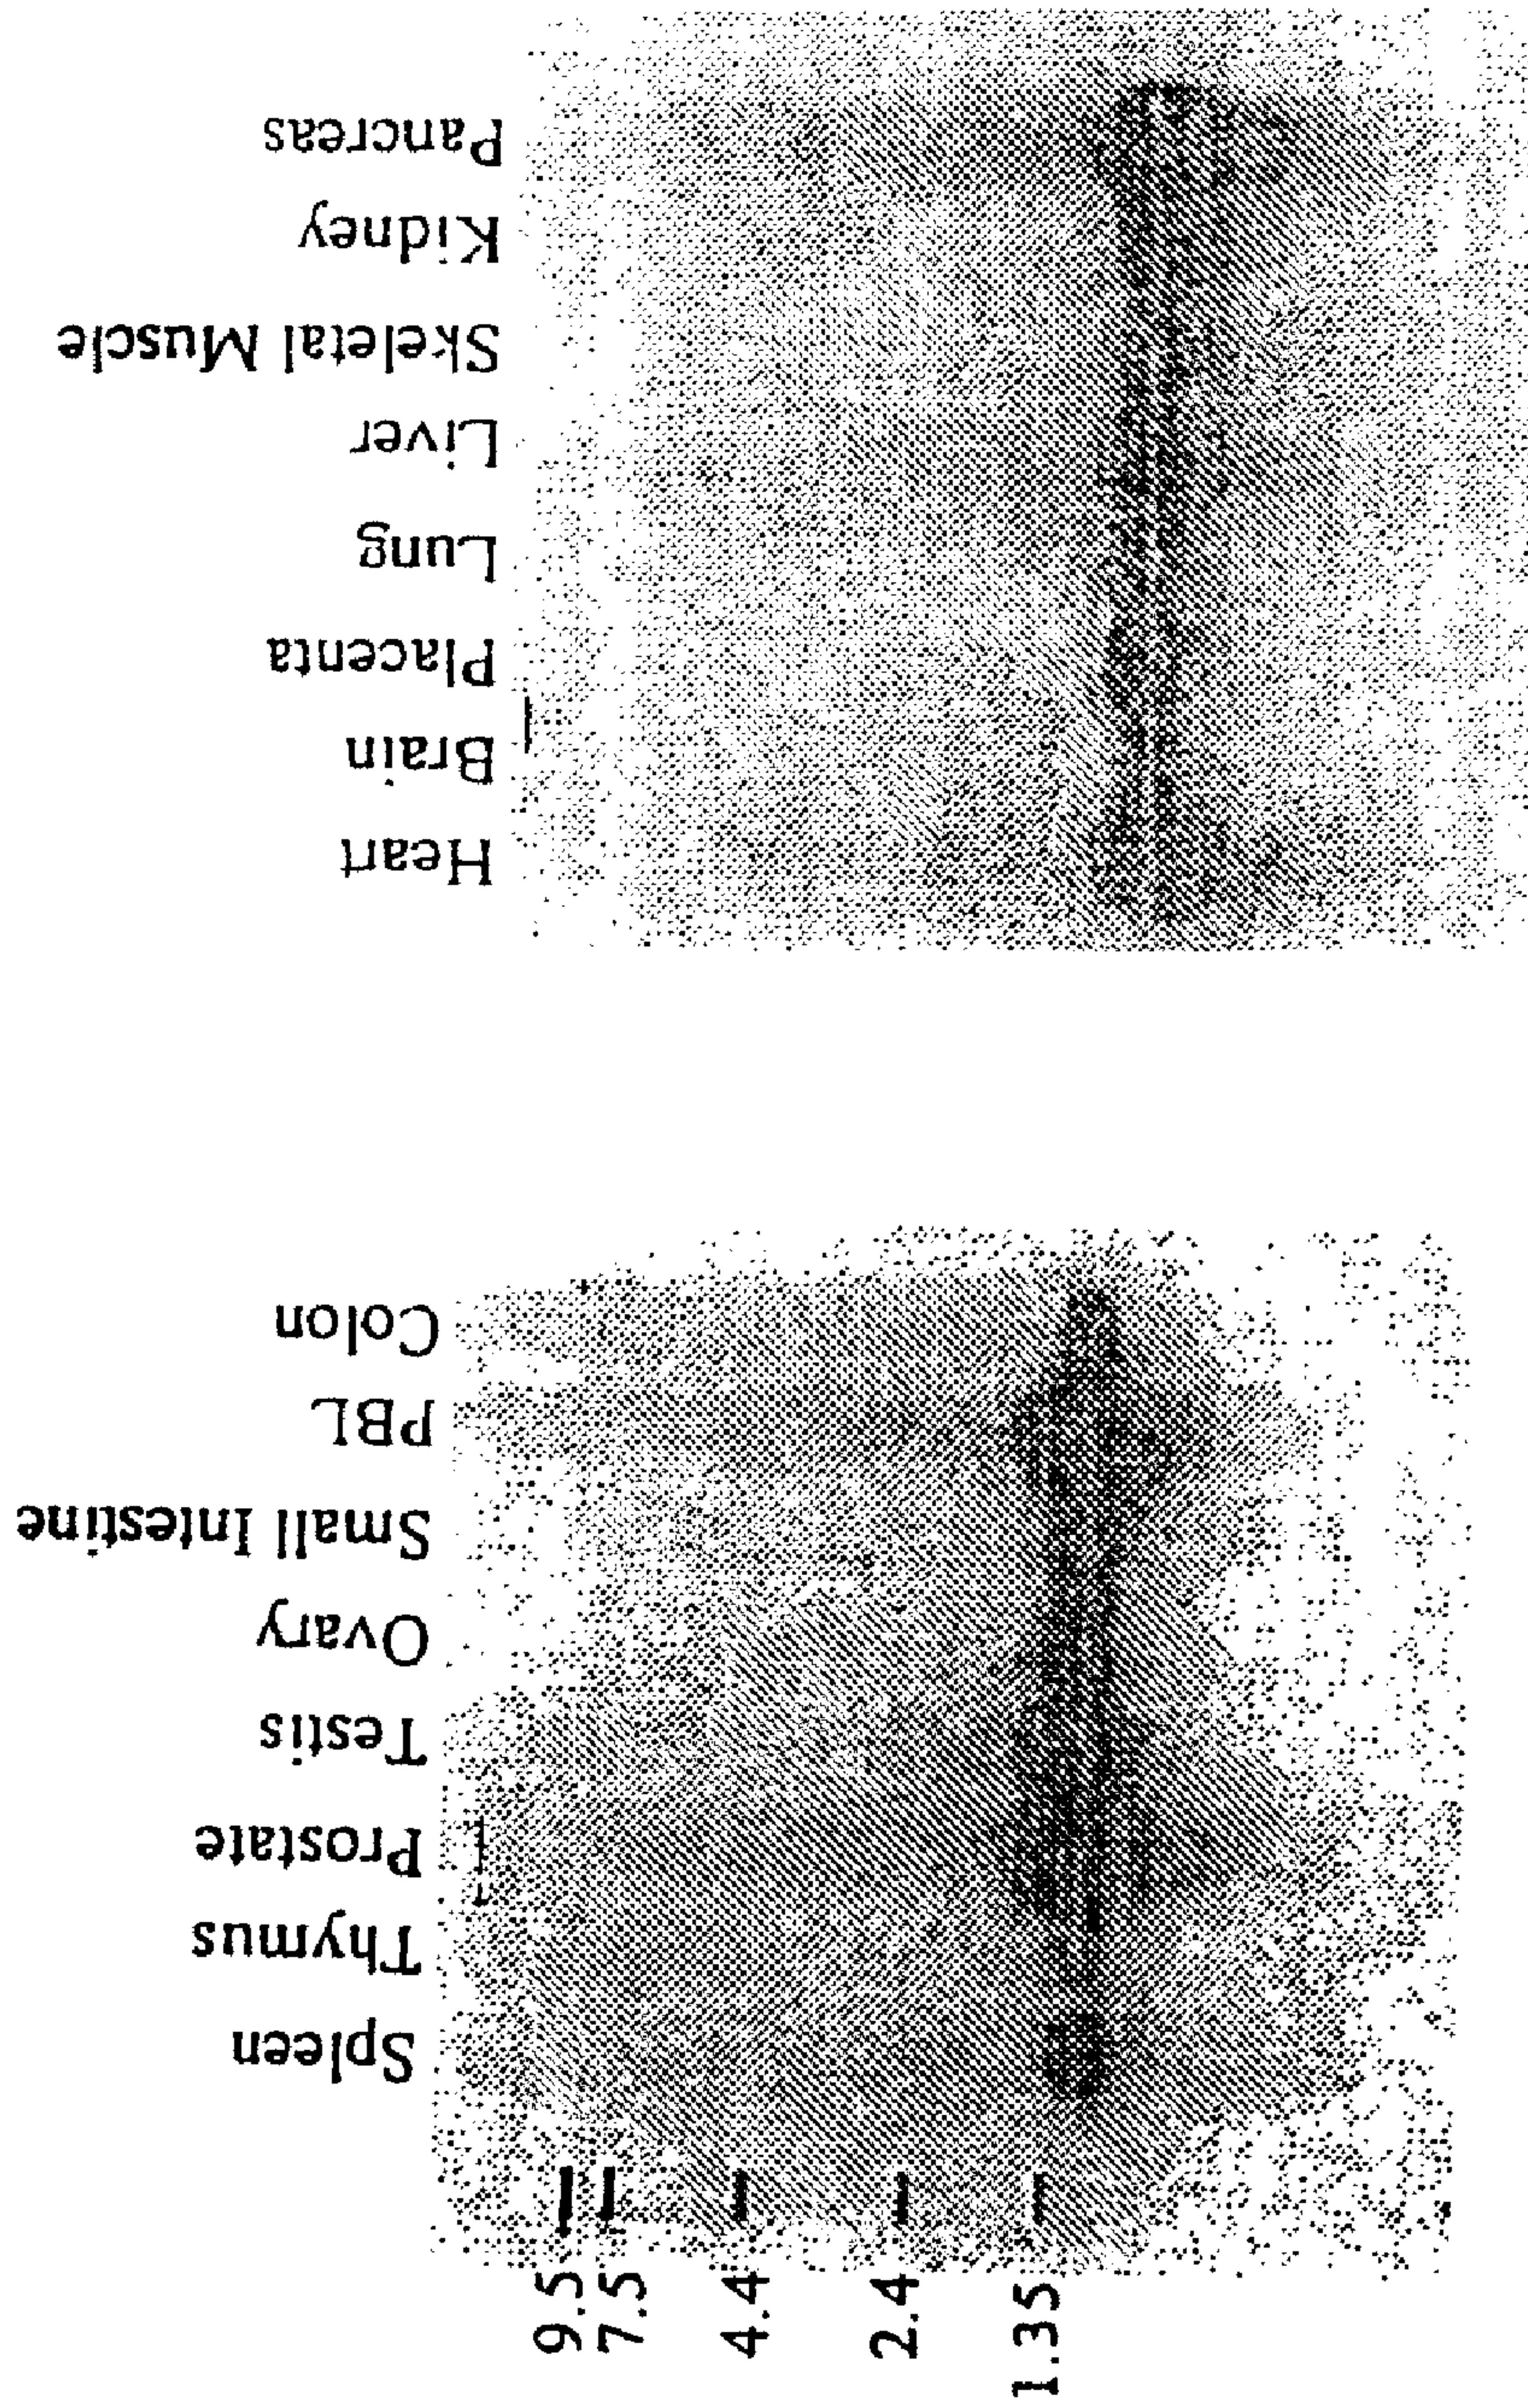 Spleen
Thymus
Prostate
Testis
Ovary
Small Intestine
PBL
Colon
9.5
7.5
4.4
2.4
1.35
Heart
Brain
Placenta
Lung
Liver
Skeletal Muscle
Kidney
Pancreas